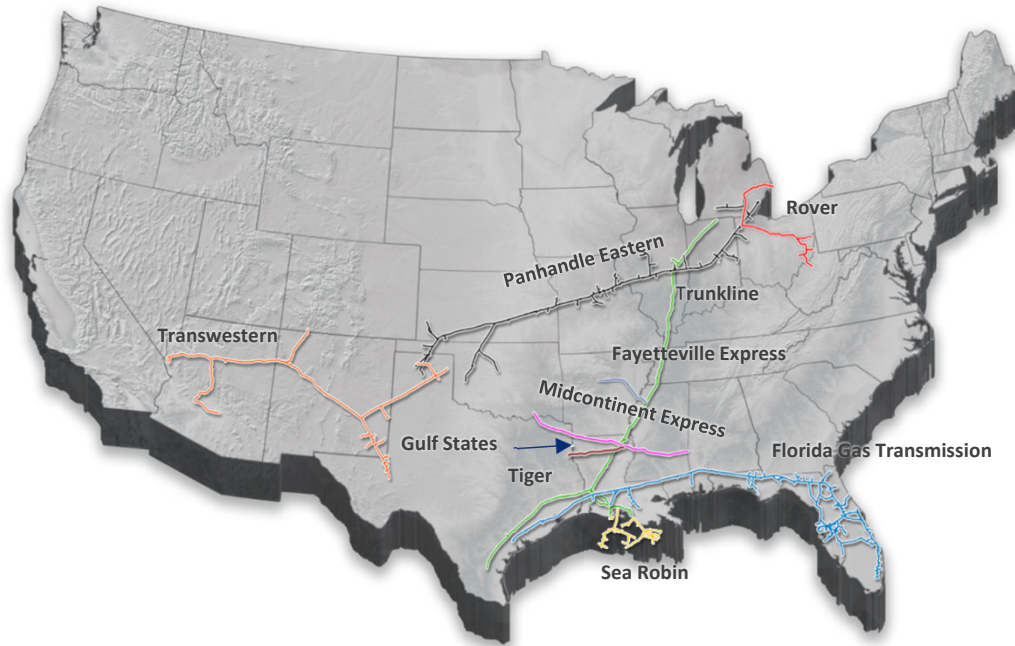 Rover
Panhandle Eastern
Trunkline
Transwestern
Fayetteville Express
Midcontinent Express
Gulf States
Florida Gas Transmission
Tiger
Sea Robin